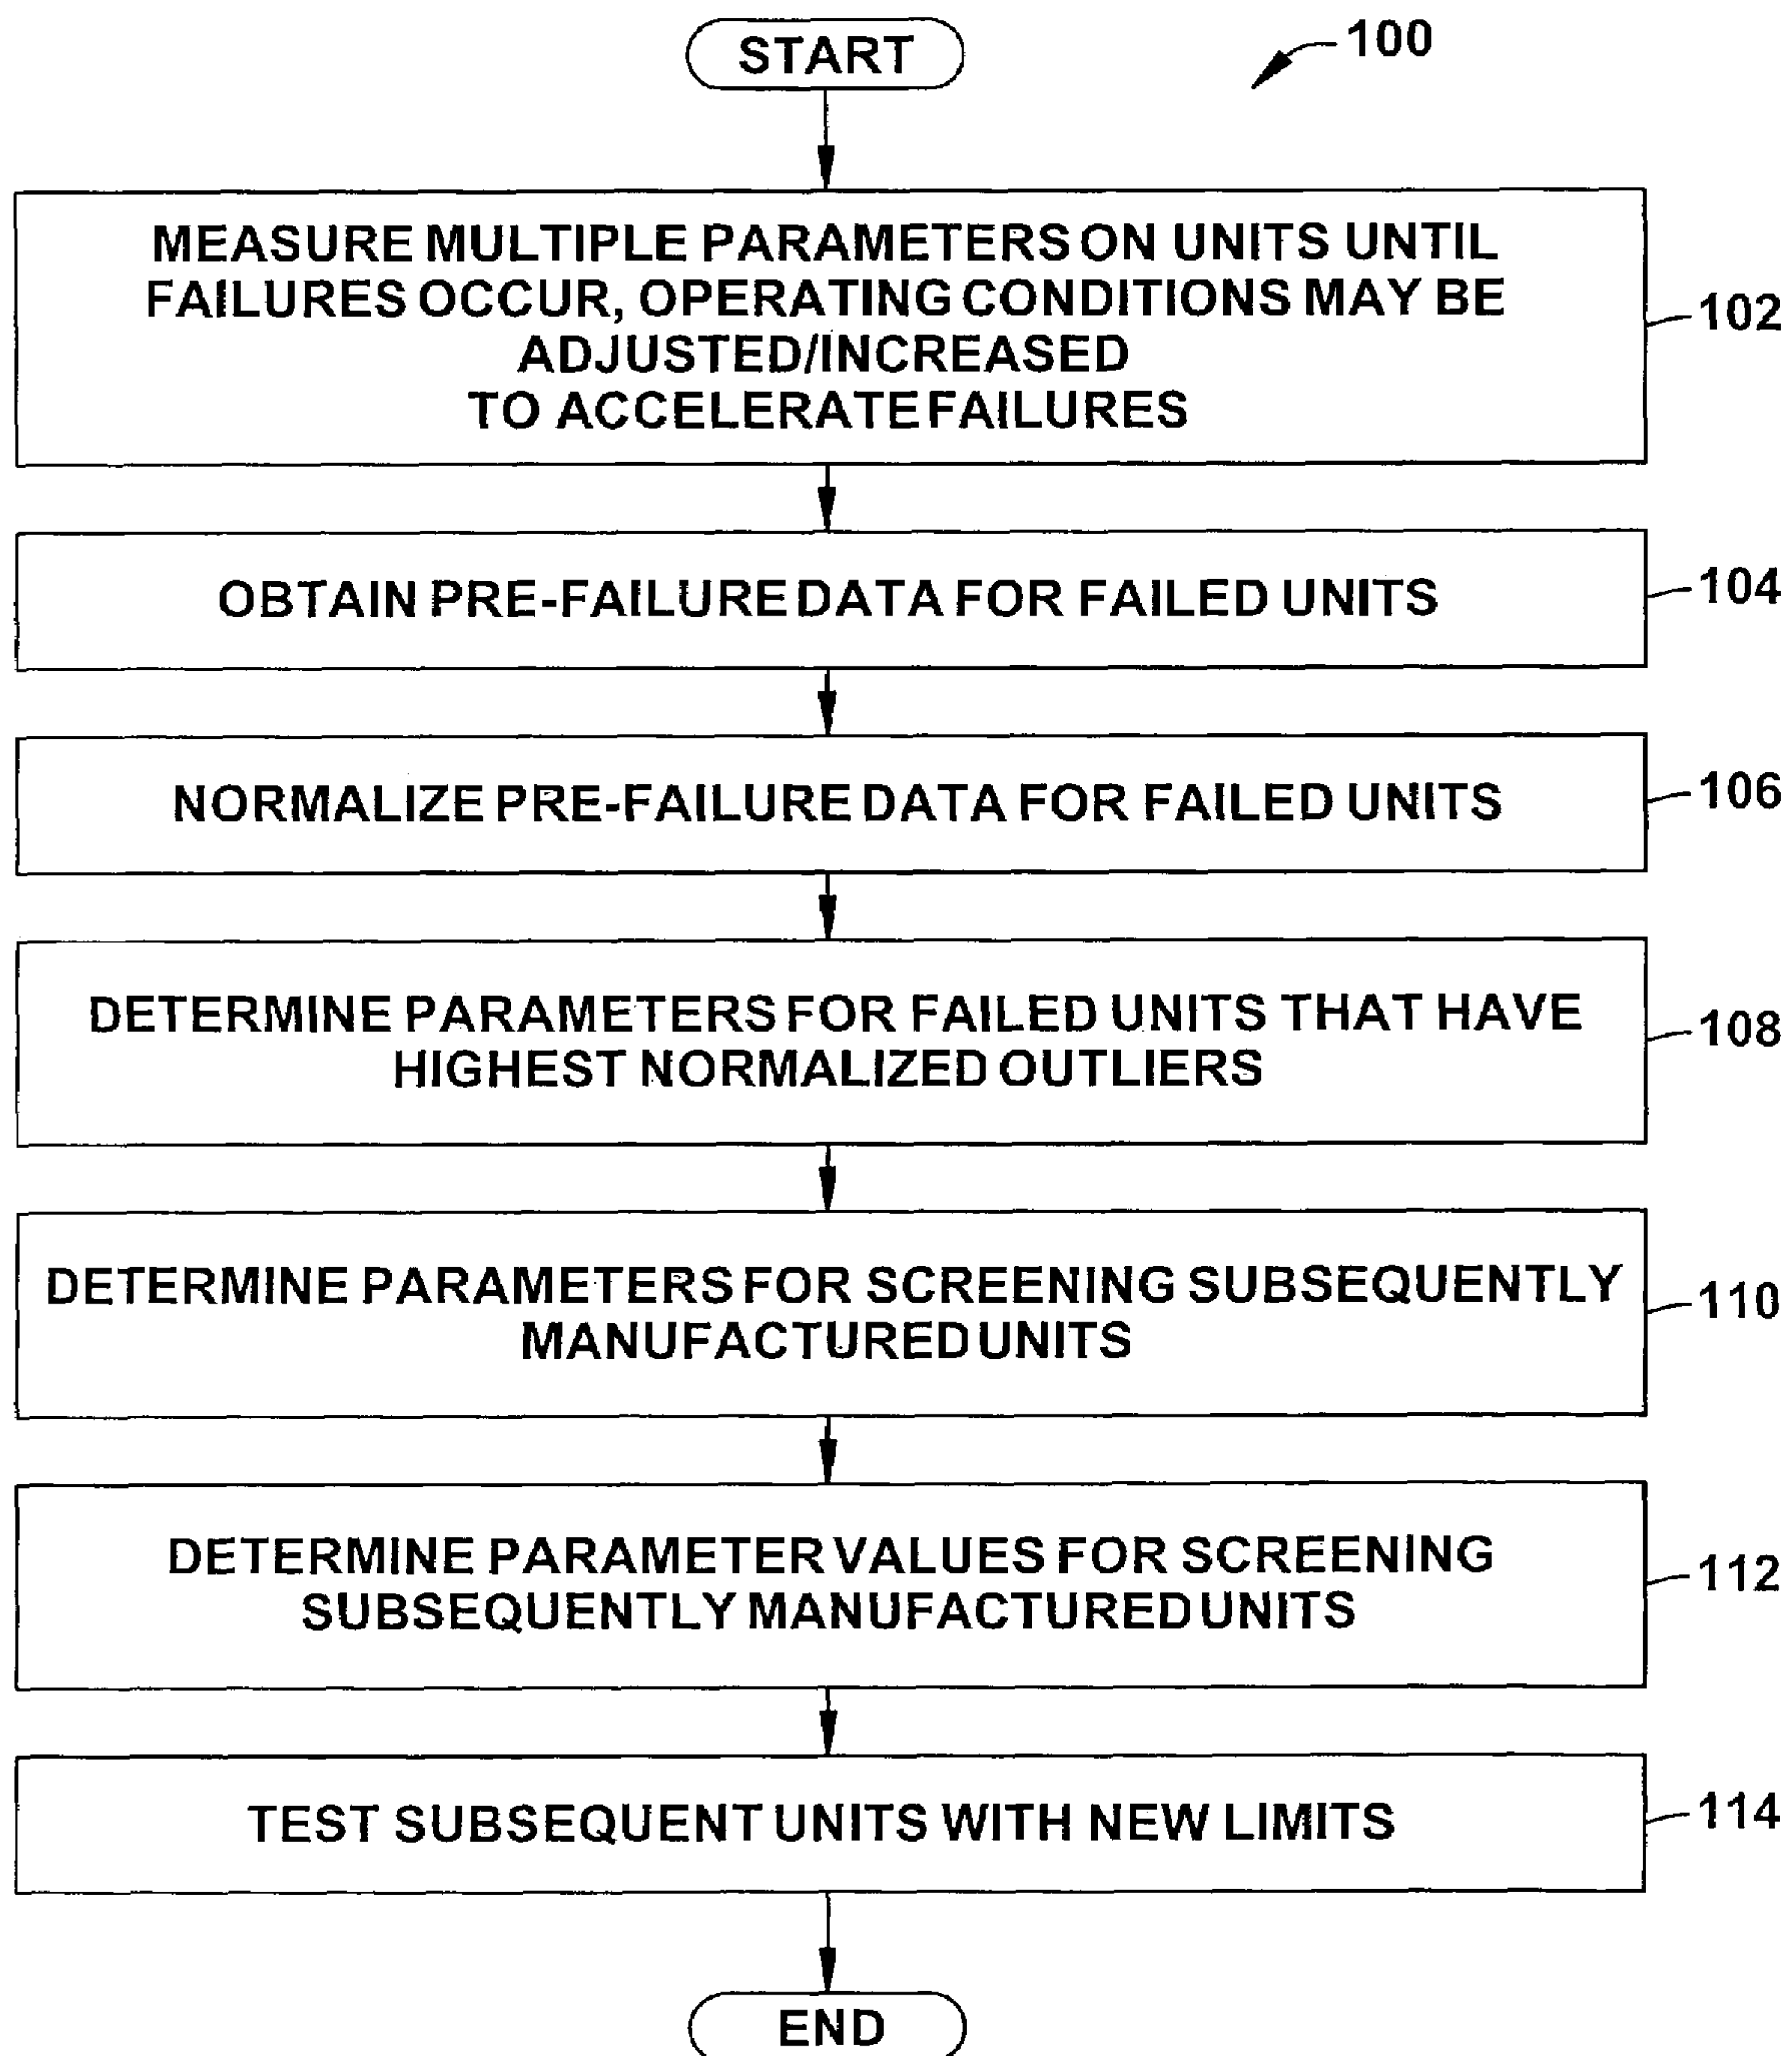 START
100
MEASURE MULTIPLE PARAMETERS ON UNITS UNTIL
FAILURES OCCUR, OPERATING CONDITIONS MAY BE
ADJUSTED/INCREASED
TO ACCELERATE FAILURES
102
OBTAIN PRE-FAILURE DATA FOR FAILED UNITS
104
NORMALIZE PRE-FAILURE DATA FOR FAILED UNITS
106
DETERMINE PARAMETERS FOR FAILED UNITS THAT HAVE
HIGHEST NORMALIZED OUTLIERS
108
DETERMINE PARAMETERS FOR SCREENING SUBSEQUENTLY
MANUFACTURED UNITS
110
DETERMINE PARAMETER VALUES FOR SCREENING
SUBSEQUENTLY MANUFACTURED UNITS
112
TEST SUBSEQUENT UNITS WITH NEW LIMITS
114
END